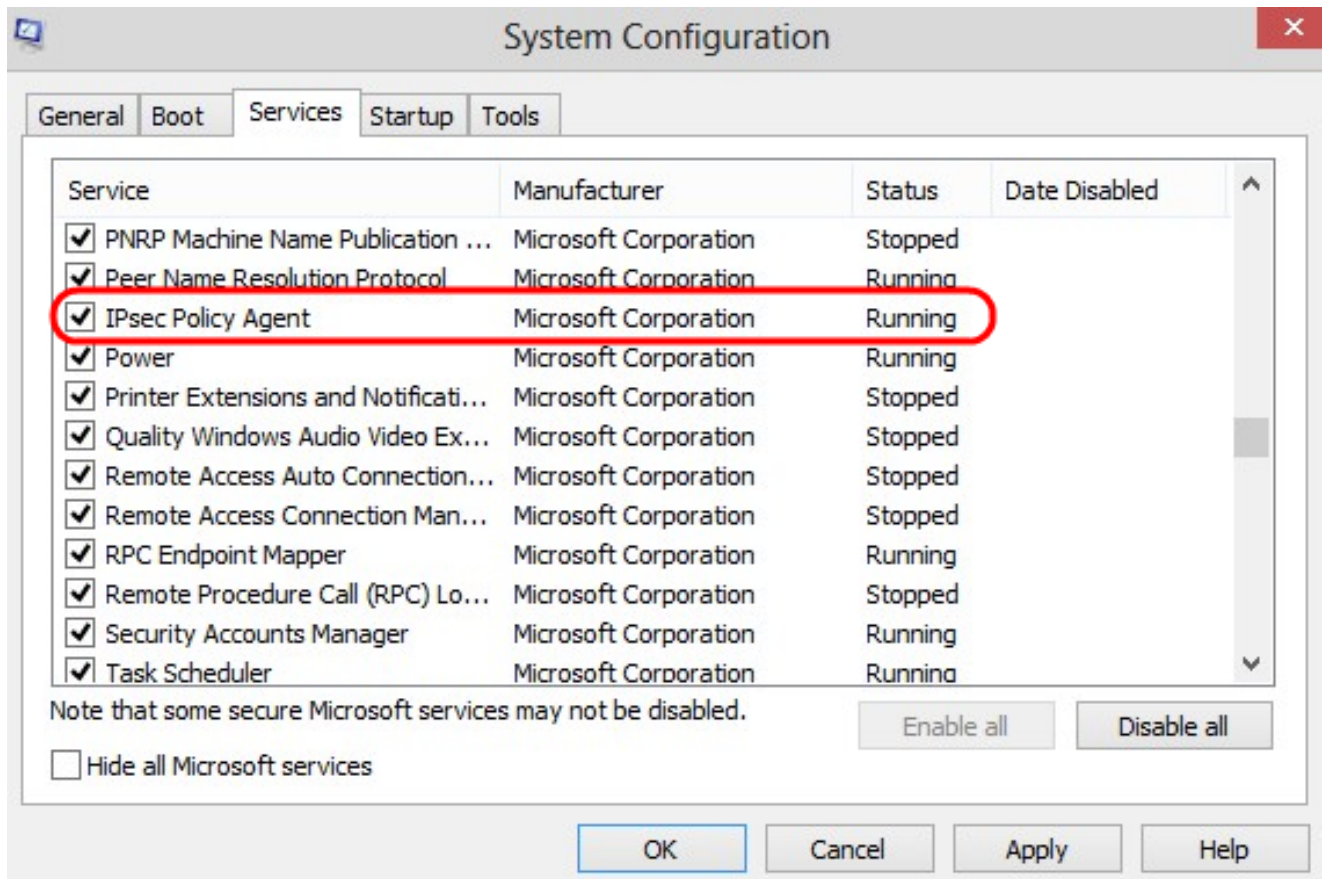 System Configuration
General Boot Services Startup Tools
Service Manufacturer Status Date Disabled
PNRP Machine Name Publication ... Microsoft Corporation Stopped
Peer Name Resolution Protocol Microsoft Corporation Running
IPsec Policy Agent Microsoft Corporation Running
Power Microsoft Corporation Running
Printer Extensions and Notificati... Microsoft Corporation Stopped
Quality Windows Audio Video Ex... Microsoft Corporation Stopped
Remote Access Auto Connection... Microsoft Corporation Stopped
Remote Access Connection Man... Microsoft Corporation Stopped
RPC Endpoint Mapper Microsoft Corporation Running
Remote Procedure Call (RPC) Lo... Microsoft Corporation Stopped
Security Accounts Manager Microsoft Corporation Running
Task Scheduler Microsoft Corporation Running
Note that some secure Microsoft services may not be disabled.
Enable all Disable all
Hide all Microsoft services
OK Cancel Apply Help